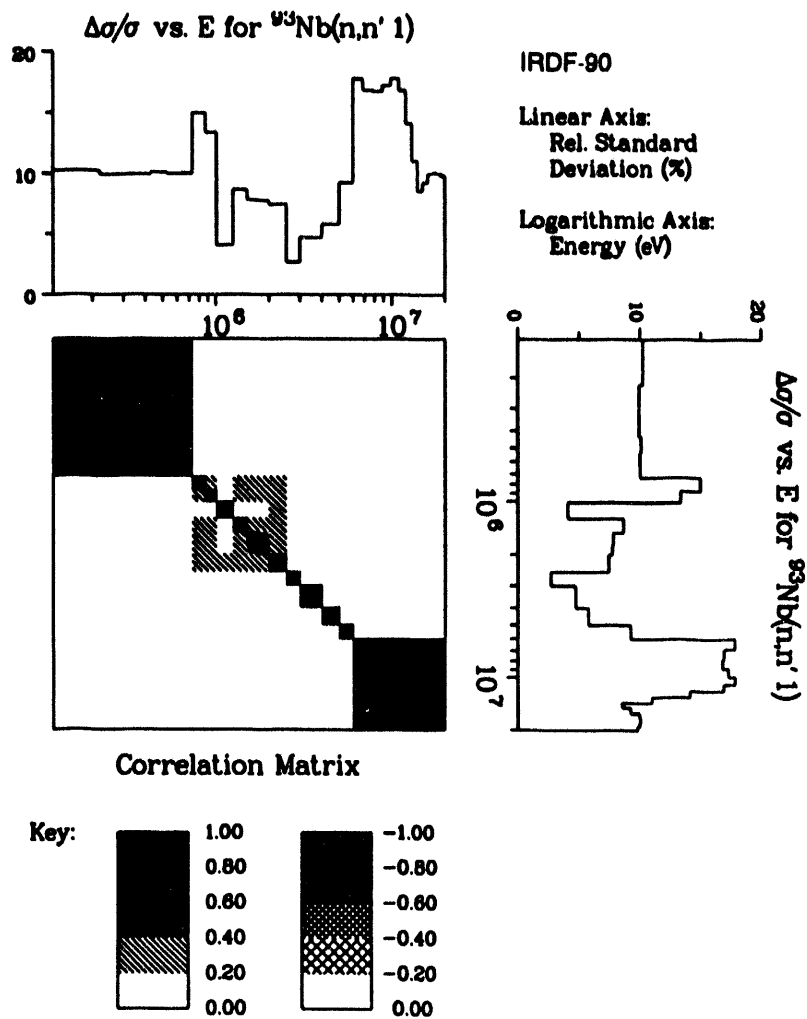 Δσ/σ vs. E for ⁹³Nb(n,n' 1)
IRDF-90
Linear Axis:
Rel. Standard
Deviation (%)
Logarithmic Axis:
Energy (eV)
20
10
0
10⁶
10⁷
0
10
20
10⁶
10⁷
Δσ/σ vs. E for ⁹³Nb(n,n' 1)
Correlation Matrix
Key:
1.00
0.80
0.60
0.40
0.20
0.00
-1.00
-0.80
-0.60
-0.40
-0.20
0.00